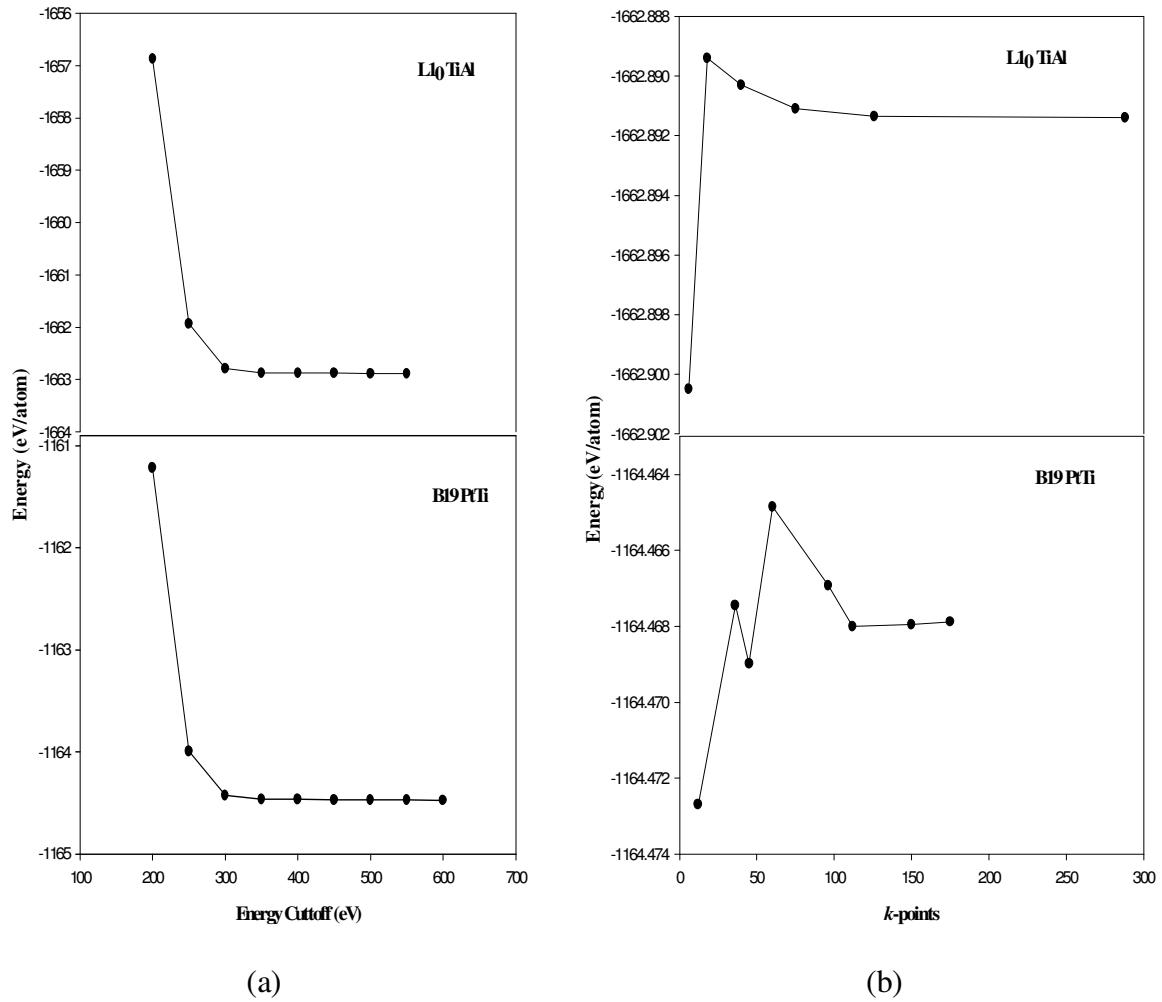 -1656
-1657
-1658
-1659
-1660
-1661
-1662
-1663
-1664
L10 TiAl
-1161
-1162
-1163
-1164
-1165
B19 PtTi
Energy (eV/atom)
100 200 300 400 500 600 700
Energy Cuttoff (eV)
(a)
-1662.888
-1662.890
-1662.892
-1662.894
-1662.896
-1662.898
-1662.900
-1662.902
L10 TiAl
-1164.464
-1164.466
-1164.468
-1164.470
-1164.472
-1164.474
B19 PtTi
Energy (eV/atom)
0 50 100 150 200 250 300
k-points
(b)